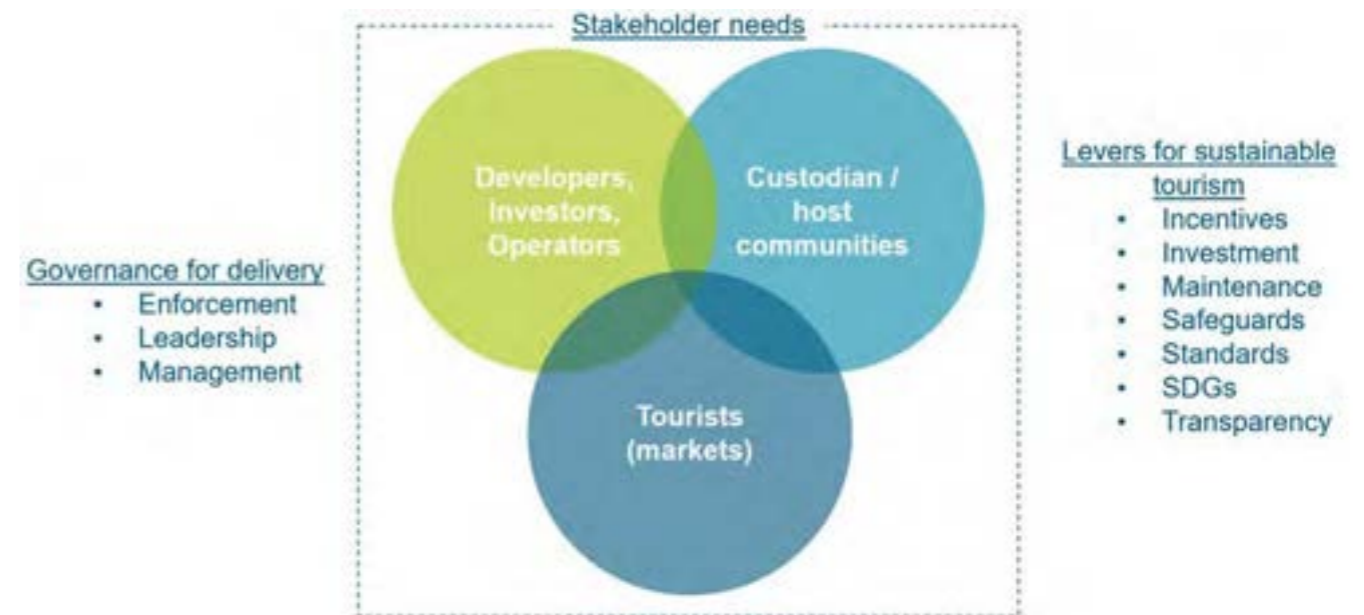 Stakeholder needs
Developers,
Investors,
Operators
Custodian /
host
communities
Tourists
(markets)
Governance for delivery
• Enforcement
• Leadership
• Management
Levers for sustainable
tourism
• Incentives
• Investment
• Maintenance
• Safeguards
• Standards
• SDGs
• Transparency